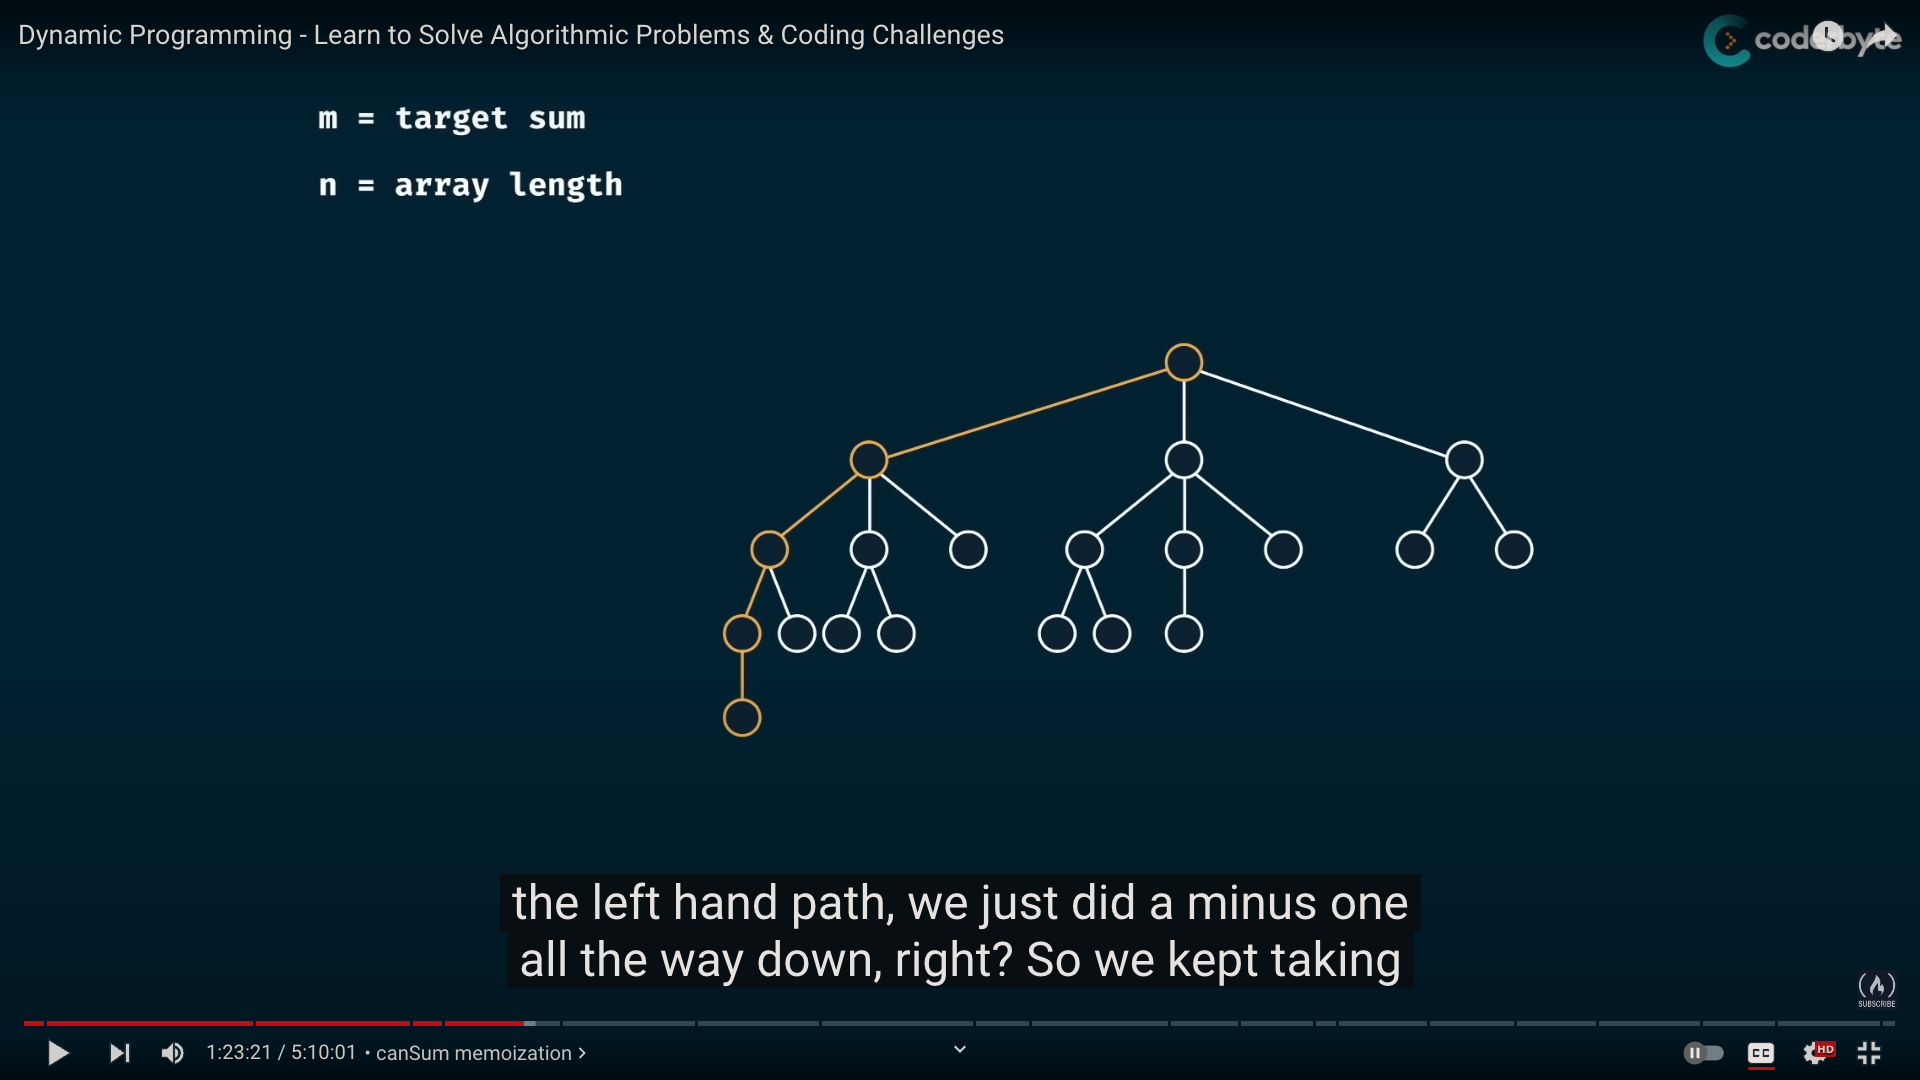 Dynamic Programming - Learn to Solve Algorithmic Problems & Coding Challenges
m = target sum
n = array length
the left hand path, we just did a minus one
all the way down, right? So we kept taking
SUBSCRIBE
1:23:21 / 5:10:01 • canSum memoization >
CC
HD